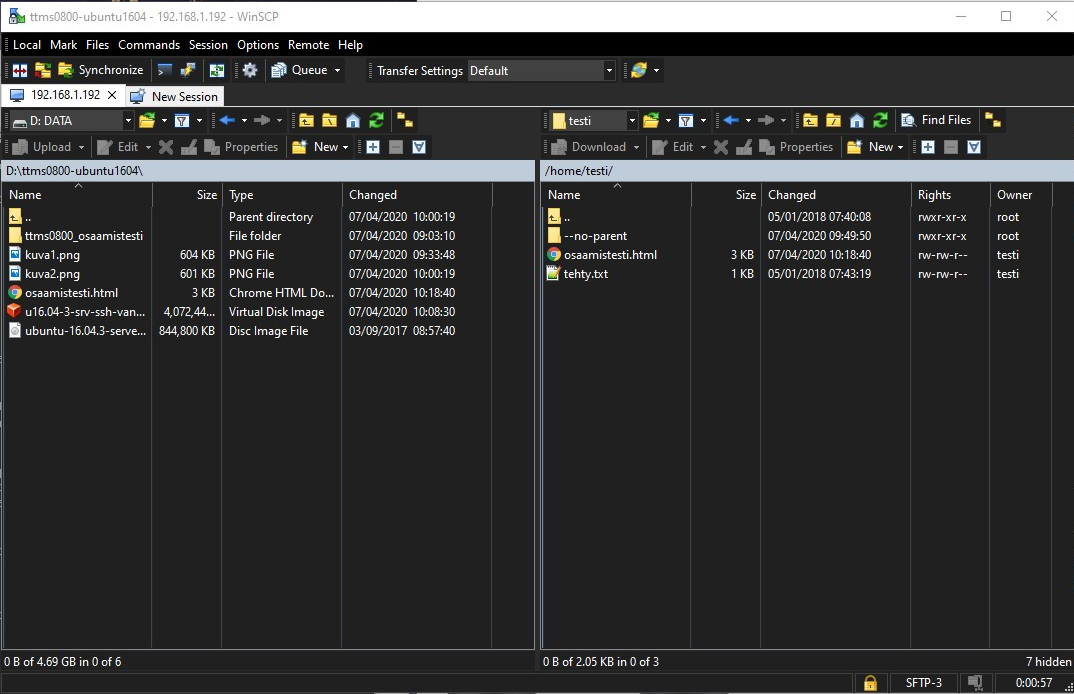 ttms0800-ubuntu1604 - 192.168.1.192 - WinSCP
Local Mark Files Commands Session Options Remote Help
Synchronize Queue Transfer Settings Default
192.168.1.192 New Session
D: DATA testi Find Files
Upload Edit Properties New Download Edit Properties New
D:\ttms0800-ubuntu1604\ /home/testi/
Name Size Type Changed Name Size Changed Rights Owner
.. Parent directory 07/04/2020 10:00:19 .. 05/01/2018 07:40:08 rwxr-xr-x root
ttms0800_osaamistesti File folder 07/04/2020 09:03:10 --no-parent 07/04/2020 09:49:50 rwxr-xr-x root
kuva1.png 604 KB PNG File 07/04/2020 09:33:48 osaamistesti.html 3 KB 07/04/2020 10:18:40 rw-rw-r-- testi
kuva2.png 601 KB PNG File 07/04/2020 10:00:19 tehty.txt 1 KB 05/01/2018 07:43:19 rw-rw-r-- testi
osaamistesti.html 3 KB Chrome HTML Do... 07/04/2020 10:18:40
u16.04-3-srv-ssh-van... 4,072,44... Virtual Disk Image 07/04/2020 10:08:30
ubuntu-16.04.3-serve... 844,800 KB Disc Image File 03/09/2017 08:57:40
0 B of 4.69 GB in 0 of 6 0 B of 2.05 KB in 0 of 3 7 hidden
SFTP-3 0:00:57